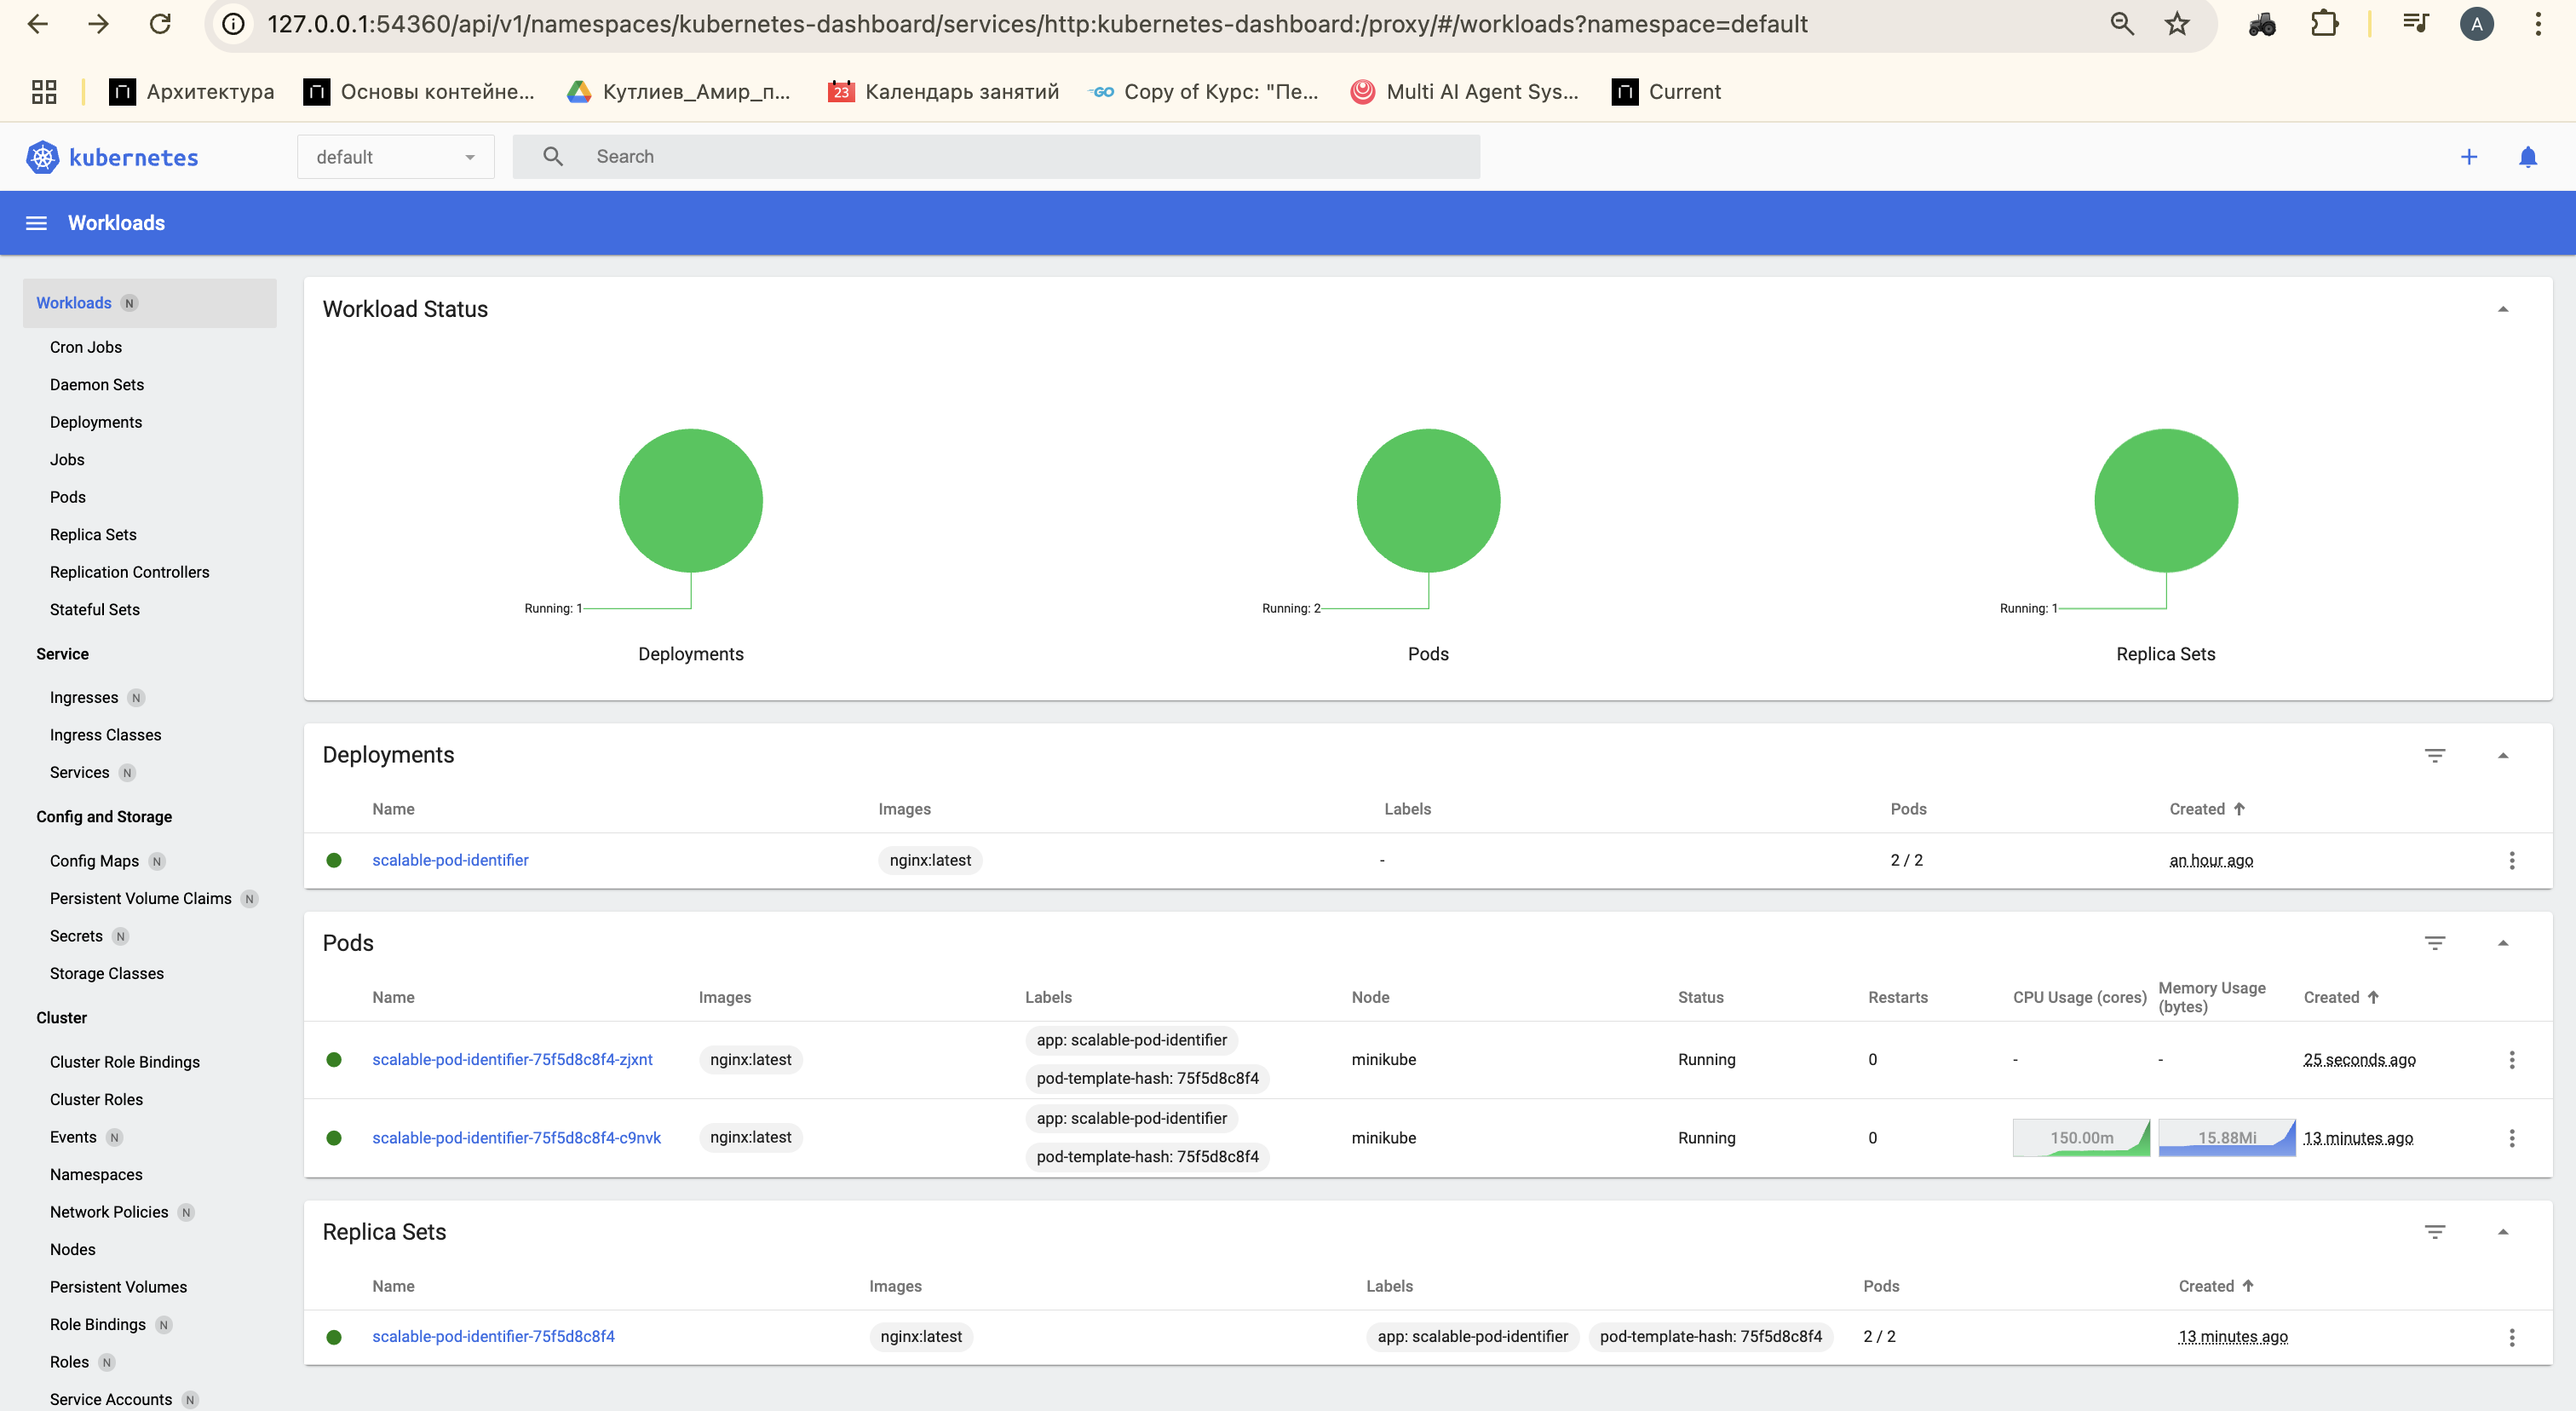 127.0.0.1:54360/api/v1/namespaces/kubernetes-dashboard/services/http:kubernetes-dashboard:/proxy/#/workloads?namespace=default
A
Архитектура
Основы контейне...
Кутлиев_Амир_п...
23
Календарь занятий
GO
Copy of Курс: "Пе...
Multi AI Agent Sys...
Current
kubernetes
default
Search
Workloads
Workloads N
Cron Jobs
Daemon Sets
Deployments
Jobs
Pods
Replica Sets
Replication Controllers
Stateful Sets
Service
Ingresses N
Ingress Classes
Services N
Config and Storage
Config Maps N
Persistent Volume Claims N
Secrets N
Storage Classes
Cluster
Cluster Role Bindings
Cluster Roles
Events N
Namespaces
Network Policies N
Nodes
Persistent Volumes
Role Bindings N
Roles N
Service Accounts N
Workload Status
Running: 1
Deployments
Running: 2
Pods
Running: 1
Replica Sets
Deployments
Name Images Labels Pods Created
scalable-pod-identifier nginx:latest - 2 / 2 an hour ago
Pods
Name Images Labels Node Status Restarts CPU Usage (cores) Memory Usage (bytes) Created
scalable-pod-identifier-75f5d8c8f4-zjxnt nginx:latest app: scalable-pod-identifier pod-template-hash: 75f5d8c8f4 minikube Running 0 - - 25 seconds ago
scalable-pod-identifier-75f5d8c8f4-c9nvk nginx:latest app: scalable-pod-identifier pod-template-hash: 75f5d8c8f4 minikube Running 0 150.00m 15.88Mi 13 minutes ago
Replica Sets
Name Images Labels Pods Created
scalable-pod-identifier-75f5d8c8f4 nginx:latest app: scalable-pod-identifier pod-template-hash: 75f5d8c8f4 2 / 2 13 minutes ago